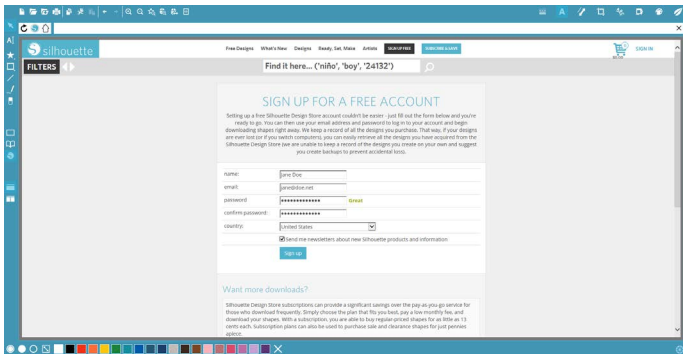 Free Designs What's New Designs Ready, Set, Make Artists SIGN UP FREE SUBSCRIBE & SAVE SIGN IN
silhouette
FILTERS
Find it here... ('niño', 'boy', '24132')
SIGN UP FOR A FREE ACCOUNT
Setting up a free Silhouette Design Store account couldn't be easier - just fill out the form below and you're
ready to go. You can then use your email address and password to log in to your account and begin
downloading shapes right away. We keep a record of all the designs you purchase. That way, if your designs
are ever lost (or if you switch computers), you can easily retrieve all the designs you have acquired from the
Silhouette Design Store (we are unable to keep a record of the designs you create on your own and suggest
you create backups to prevent accidental loss).
name: Jane Doe
email: jane@doe.net
password Great
confirm password:
country: United States
Send me newsletters about new Silhouette products and information
Sign up
Want more downloads?
Silhouette Design Store subscriptions can provide a significant savings over the pay-as-you-go service for
those who download frequently. Simply choose the plan that fits you best, pay a low monthly fee, and
download your shapes. With a subscription, you are able to buy regular-priced shapes for as little as 13
cents each. Subscription plans can also be used to purchase sale and clearance shapes for just pennies
apiece.